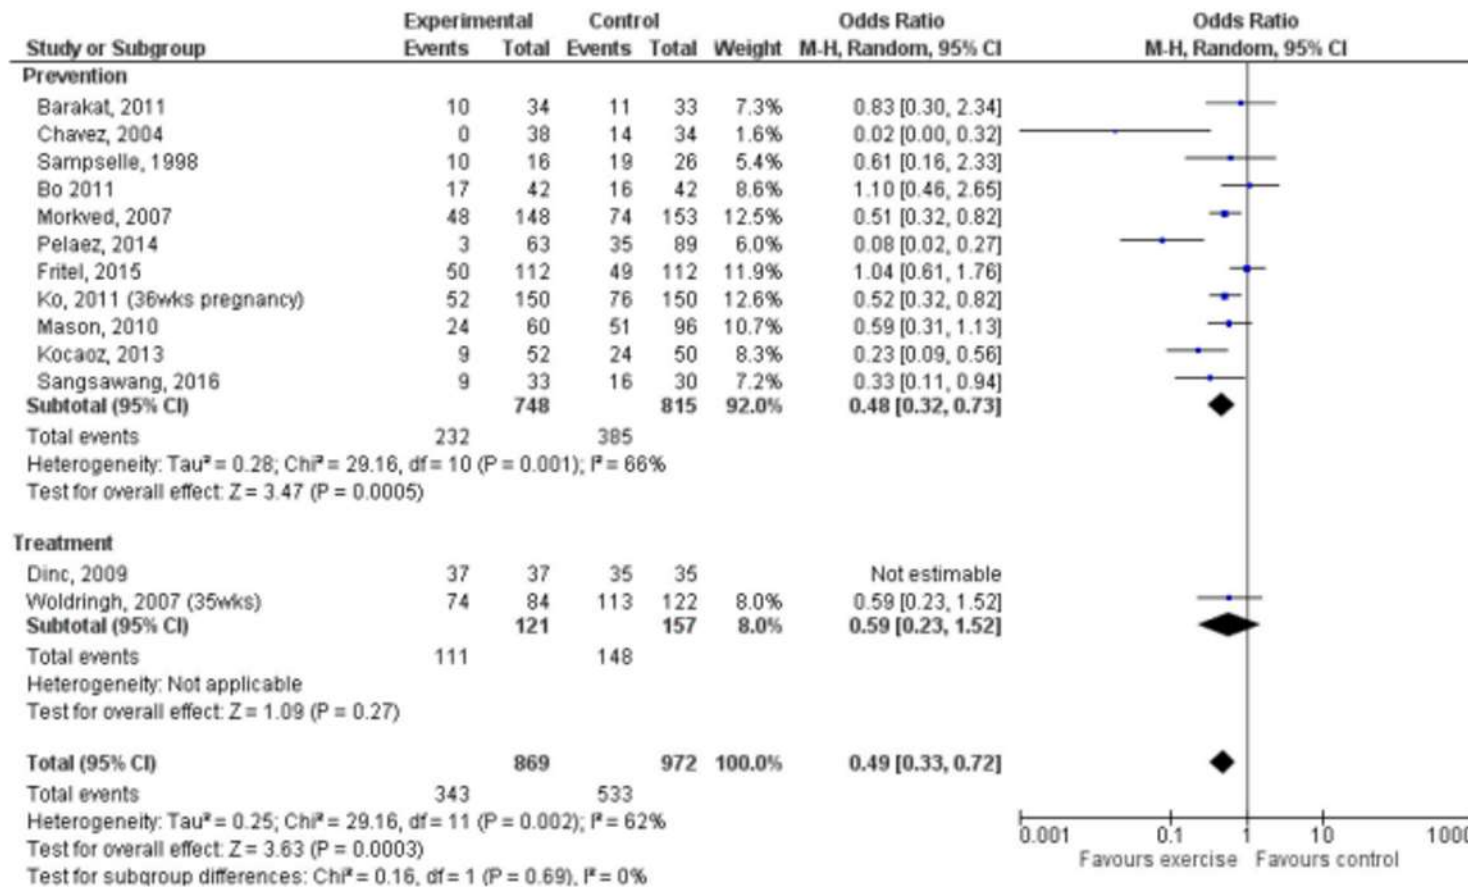 Experimental Control Odds Ratio Odds Ratio
Study or Subgroup Events Total Events Total Weight M-H, Random, 95% CI M-H, Random, 95% CI
Prevention
Barakat, 2011 10 34 11 33 7.3% 0.83 [0.30, 2.34]
Chavez, 2004 0 38 14 34 1.6% 0.02 [0.00, 0.32]
Sampselle, 1998 10 16 19 26 5.4% 0.61 [0.16, 2.33]
Bo 2011 17 42 16 42 8.6% 1.10 [0.46, 2.65]
Morkved, 2007 48 148 74 153 12.5% 0.51 [0.32, 0.82]
Pelaez, 2014 3 63 35 89 6.0% 0.08 [0.02, 0.27]
Fritel, 2015 50 112 49 112 11.9% 1.04 [0.61, 1.76]
Ko, 2011 (36wks pregnancy) 52 150 76 150 12.6% 0.52 [0.32, 0.82]
Mason, 2010 24 60 51 96 10.7% 0.59 [0.31, 1.13]
Kocaoz, 2013 9 52 24 50 8.3% 0.23 [0.09, 0.56]
Sangsawang, 2016 9 33 16 30 7.2% 0.33 [0.11, 0.94]
Subtotal (95% CI) 748 815 92.0% 0.48 [0.32, 0.73]
Total events 232 385
Heterogeneity: Tau² = 0.28; Chi² = 29.16, df = 10 (P = 0.001); I² = 66%
Test for overall effect: Z = 3.47 (P = 0.0005)
Treatment
Dinc, 2009 37 37 35 35 Not estimable
Woldringh, 2007 (35wks) 74 84 113 122 8.0% 0.59 [0.23, 1.52]
Subtotal (95% CI) 121 157 8.0% 0.59 [0.23, 1.52]
Total events 111 148
Heterogeneity: Not applicable
Test for overall effect: Z = 1.09 (P = 0.27)
Total (95% CI) 869 972 100.0% 0.49 [0.33, 0.72]
Total events 343 533
Heterogeneity: Tau² = 0.25; Chi² = 29.16, df = 11 (P = 0.002); I² = 62%
Test for overall effect: Z = 3.63 (P = 0.0003)
Test for subgroup differences: Chi² = 0.16, df = 1 (P = 0.69), I² = 0%
0.001 0.1 1 10 1000
Favours exercise Favours control